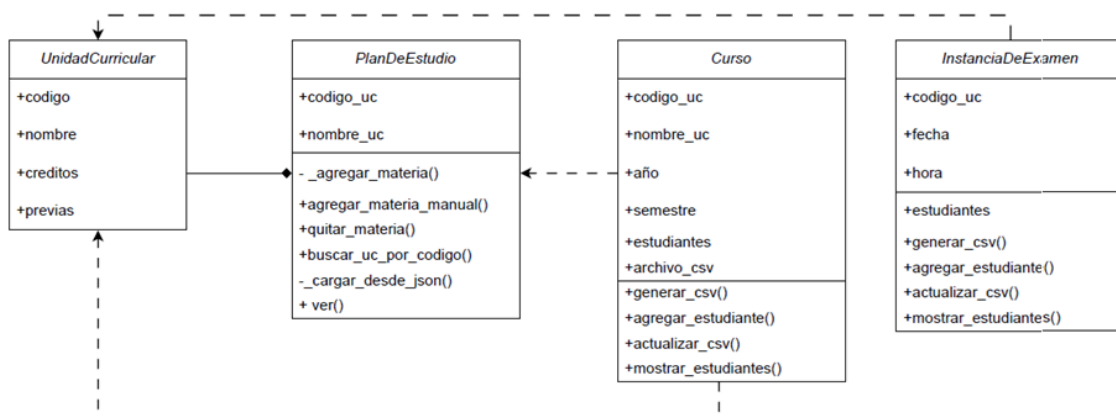 UnidadCurricular
+codigo
+nombre
+creditos
+previas
PlanDeEstudio
+codigo_uc
+nombre_uc
- _agregar_materia()
+agregar_materia_manual()
+quitar_materia()
+buscar_uc_por_codigo()
-_cargar_desde_json()
+ ver()
Curso
+codigo_uc
+nombre_uc
+año
+semestre
+estudiantes
+archivo_csv
+generar_csv()
+agregar_estudiante()
+actualizar_csv()
+mostrar_estudiantes()
InstanciaDeExamen
+codigo_uc
+fecha
+hora
+estudiantes
+generar_csv()
+agregar_estudiante()
+actualizar_csv()
+mostrar_estudiantes()